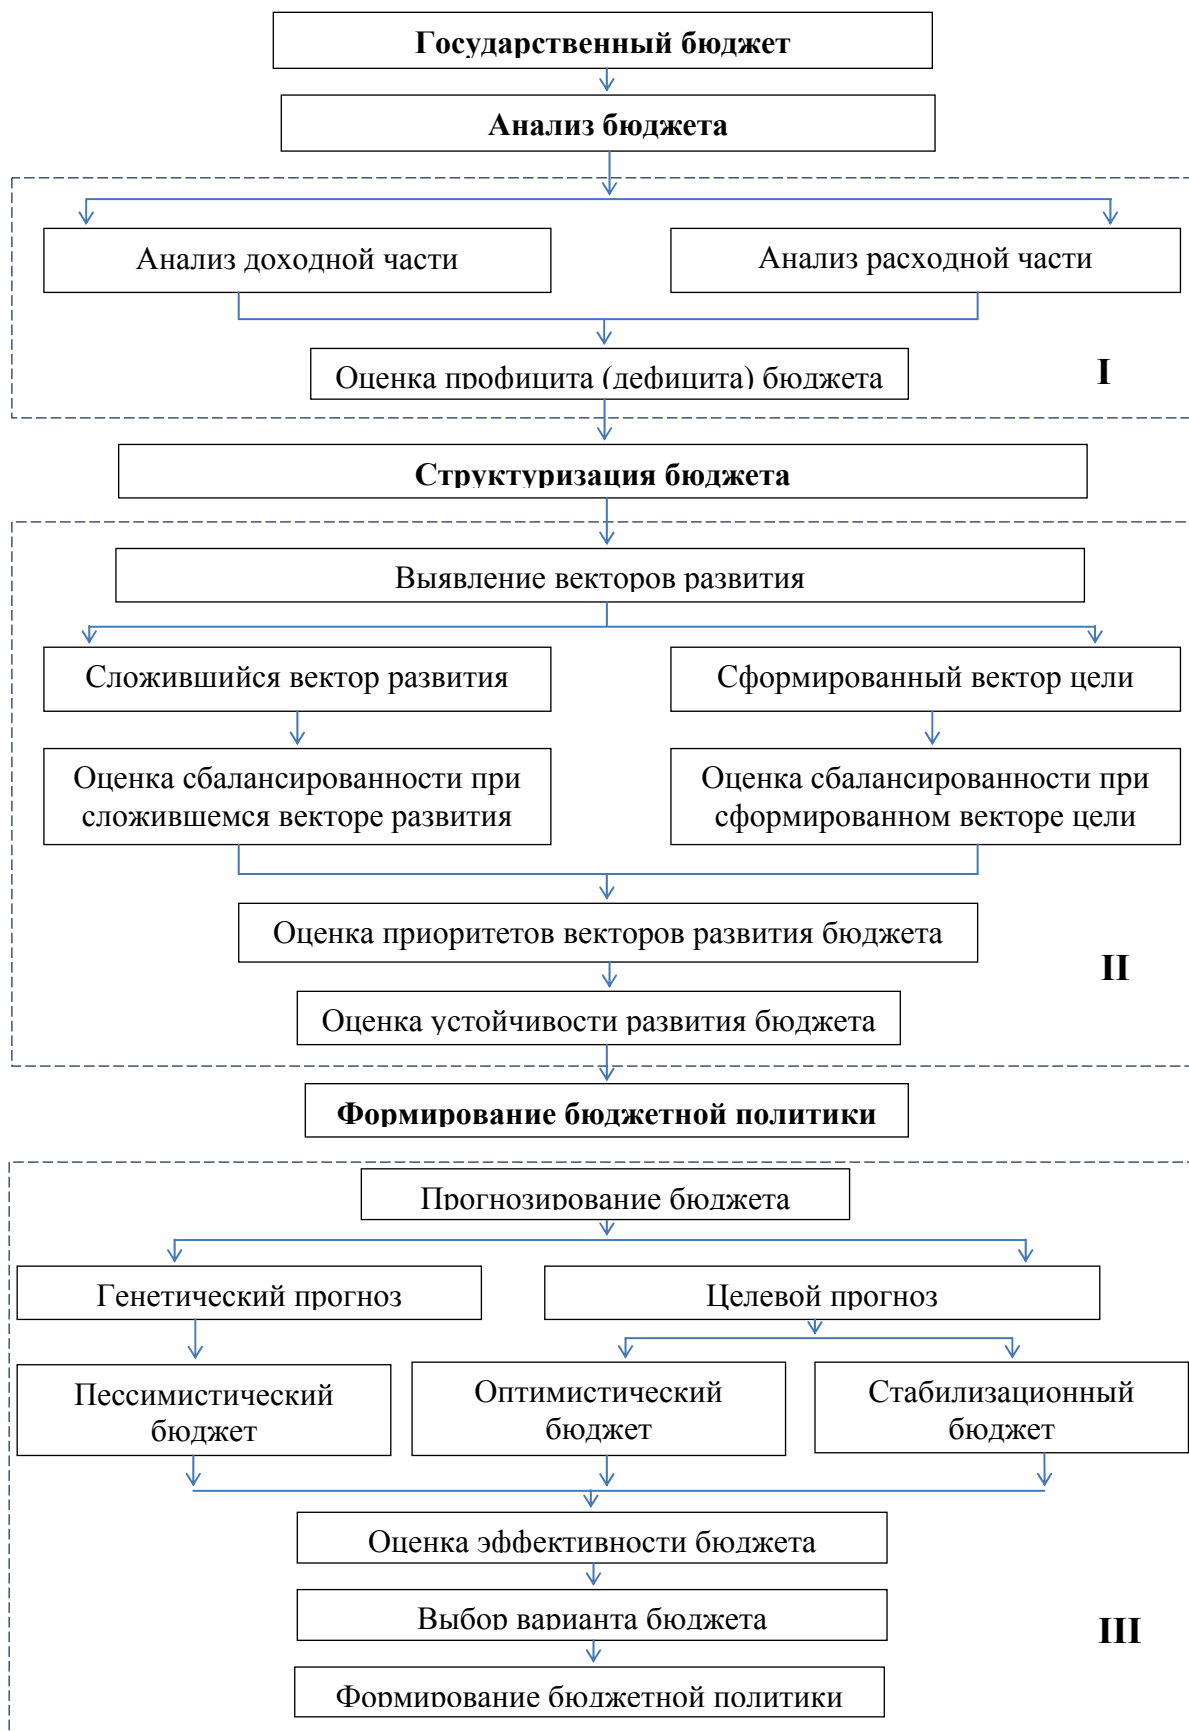 Государственный бюджет
Анализ бюджета
Анализ доходной части
Анализ расходной части
Оценка профицита (дефицита) бюджета
I
Структуризация бюджета
Выявление векторов развития
Сложившийся вектор развития
Сформированный вектор цели
Оценка сбалансированности при
сложившемся векторе развития
Оценка сбалансированности при
сформированном векторе цели
Оценка приоритетов векторов развития бюджета
II
Оценка устойчивости развития бюджета
Формирование бюджетной политики
Прогнозирование бюджета
Генетический прогноз
Целевой прогноз
Пессимистический
бюджет
Оптимистический
бюджет
Стабилизационный
бюджет
Оценка эффективности бюджета
Выбор варианта бюджета
III
Формирование бюджетной политики